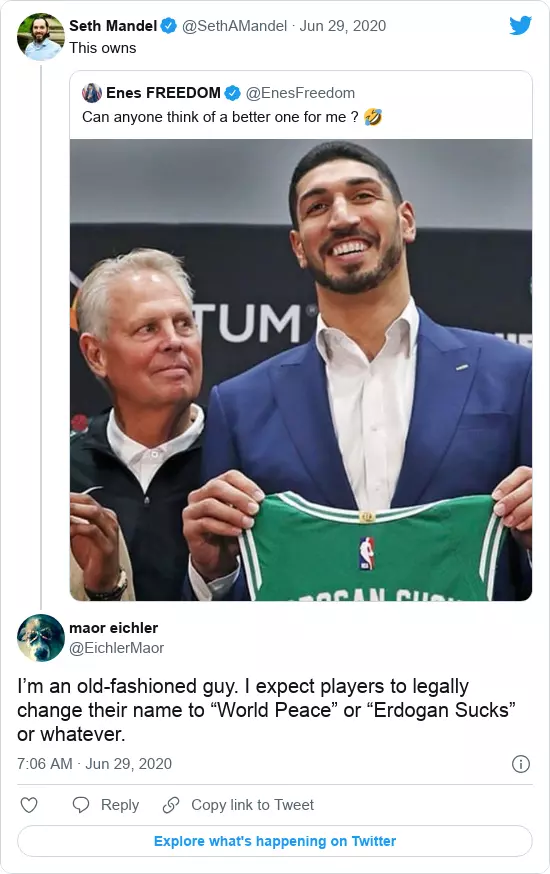 Seth Mandel @SethAMandel · Jun 29, 2020
This owns
Enes FREEDOM @EnesFreedom
Can anyone think of a better one for me ? 🤣
TUM
maor eichler
@EichlerMaor
I’m an old-fashioned guy. I expect players to legally
change their name to “World Peace” or “Erdogan Sucks”
or whatever.
7:06 AM · Jun 29, 2020
Reply
Copy link to Tweet
Explore what's happening on Twitter